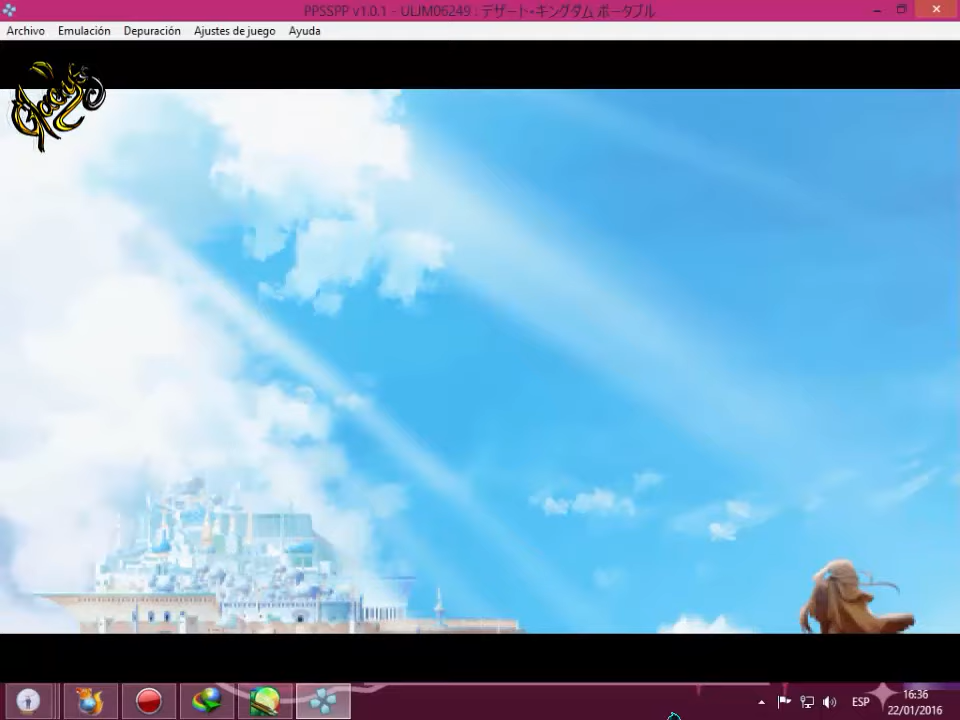 PPSSPP v1.0.1 - ULJM06249 : デザート・キングダム ポータブル
Archivo Emulación Depuración Ajustes de juego Ayuda
ESP
16:36
22/01/2016